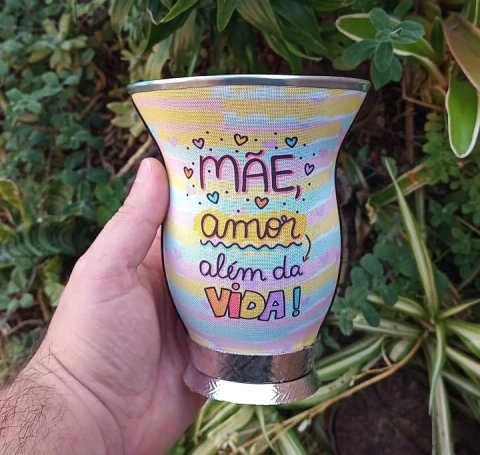 MÃE,
amor
além da
ViDA!